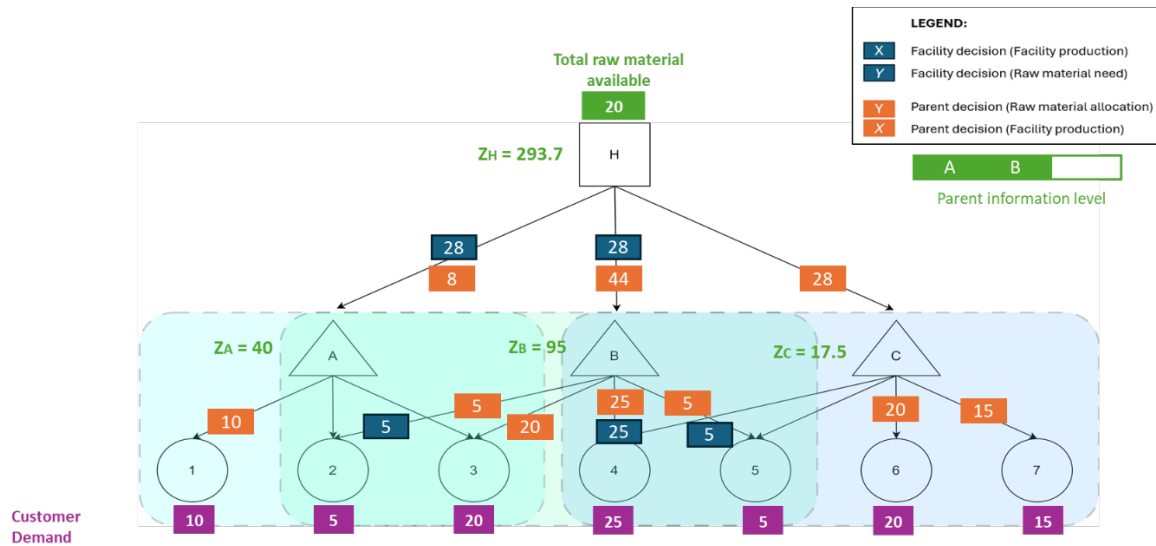 LEGEND:
X Facility decision (Facility production)
Y Facility decision (Raw material need)
Y Parent decision (Raw material allocation)
X Parent decision (Facility production)
A B
Parent information level
Total raw material
available
20
ZH = 293.7
H
28 28
8 44 28
ZA = 40 A ZB = 95 B ZC = 17.5 C
10 5 5 20 25 25 5 5 20 15
1 2 3 4 5 6 7
Customer
Demand
10 5 20 25 5 20 15